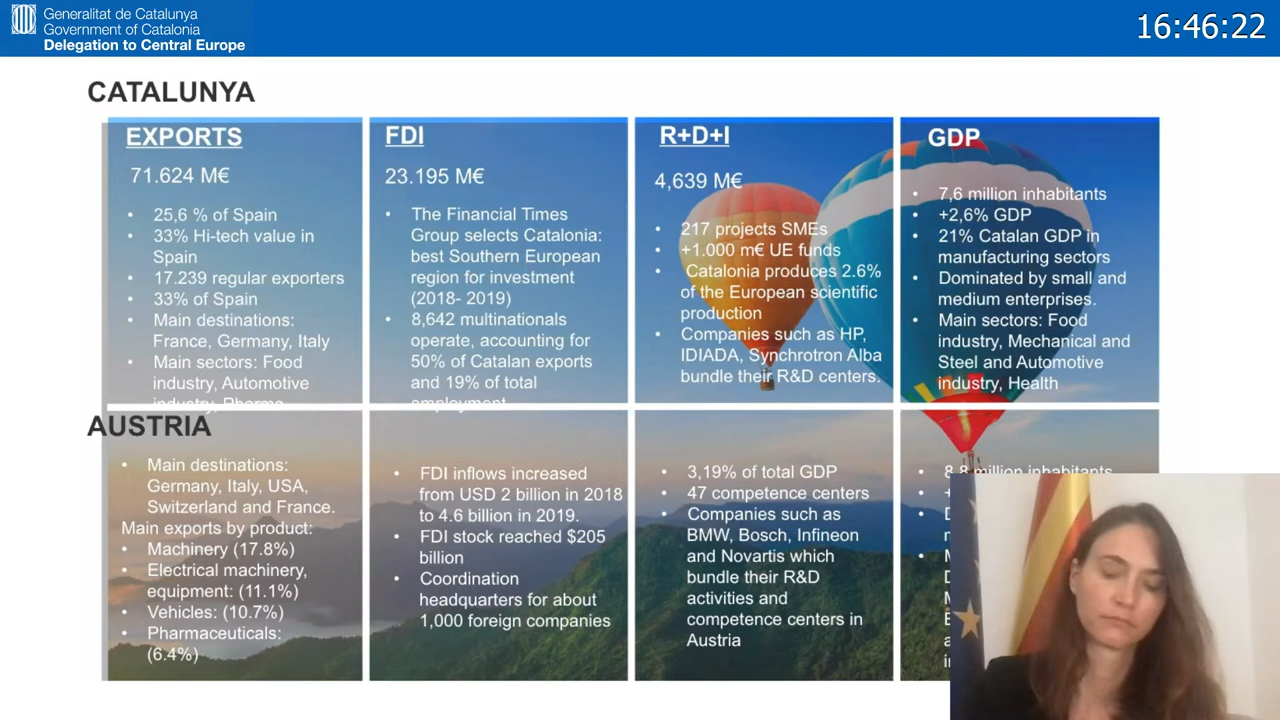 Generalitat de Catalunya
Government of Catalonia
Delegation to Central Europe
16:46:22
CATALUNYA
EXPORTS
71.624 M€
• 25,6 % of Spain
• 33% Hi-tech value in
Spain
• 17.239 regular exporters
• 33% of Spain
• Main destinations:
France, Germany, Italy
• Main sectors: Food
industry, Automotive
industry, Pharma
FDI
23.195 M€
• The Financial Times
Group selects Catalonia:
best Southern European
region for investment
(2018- 2019)
• 8,642 multinationals
operate, accounting for
50% of Catalan exports
and 19% of total
employment
R+D+I
4,639 M€
• 217 projects SMEs
• +1.000 m€ UE funds
• Catalonia produces 2.6%
of the European scientific
production
• Companies such as HP,
IDIADA, Synchrotron Alba
bundle their R&D centers.
GDP
• 7,6 million inhabitants
• +2,6% GDP
• 21% Catalan GDP in
manufacturing sectors
• Dominated by small and
medium enterprises.
• Main sectors: Food
industry, Mechanical and
Steel and Automotive
industry, Health
AUSTRIA
• Main destinations:
Germany, Italy, USA,
Switzerland and France.
Main exports by product:
• Machinery (17.8%)
• Electrical machinery,
equipment: (11.1%)
• Vehicles: (10.7%)
• Pharmaceuticals:
(6.4%)
• FDI inflows increased
from USD 2 billion in 2018
to 4.6 billion in 2019.
• FDI stock reached $205
billion
• Coordination
headquarters for about
1,000 foreign companies
• 3,19% of total GDP
• 47 competence centers
• Companies such as
BMW, Bosch, Infineon
and Novartis which
bundle their R&D
activities and
competence centers in
Austria
• 8,8 million inhabitants